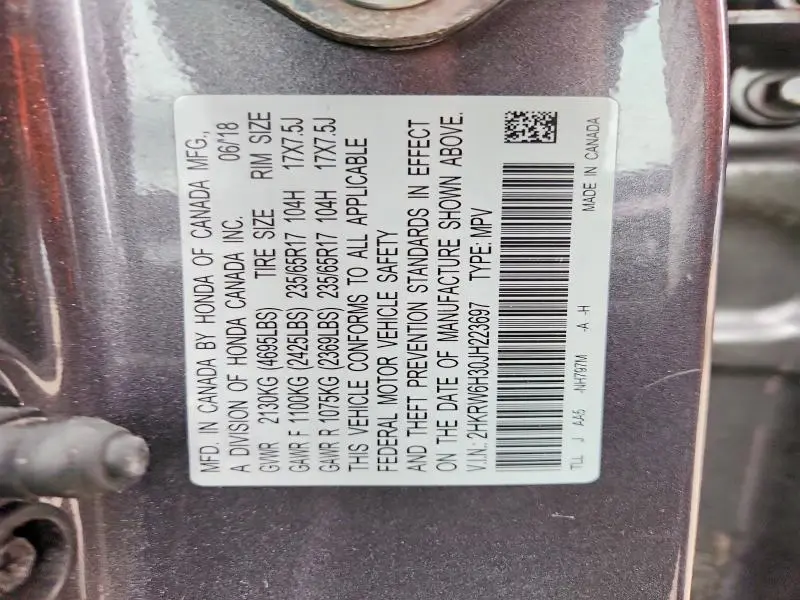 MFD. IN CANADA BY HONDA OF CANADA MFG.,
A DIVISION OF HONDA CANADA INC. 06/18
GVWR 2130KG (4695LBS) TIRE SIZE RIM SIZE
GAWR F 1100KG (2425LBS) 235/65R17 104H 17X7.5J
GAWR R 1075KG (2369LBS) 235/65R17 104H 17X7.5J
THIS VEHICLE CONFORMS TO ALL APPLICABLE
FEDERAL MOTOR VEHICLE SAFETY
AND THEFT PREVENTION STANDARDS IN EFFECT
ON THE DATE OF MANUFACTURE SHOWN ABOVE.
V.I.N.: 2HKRW6H30JH223697 TYPE: MPV
TLL J AA5 -NH797M -A -H MADE IN CANADA